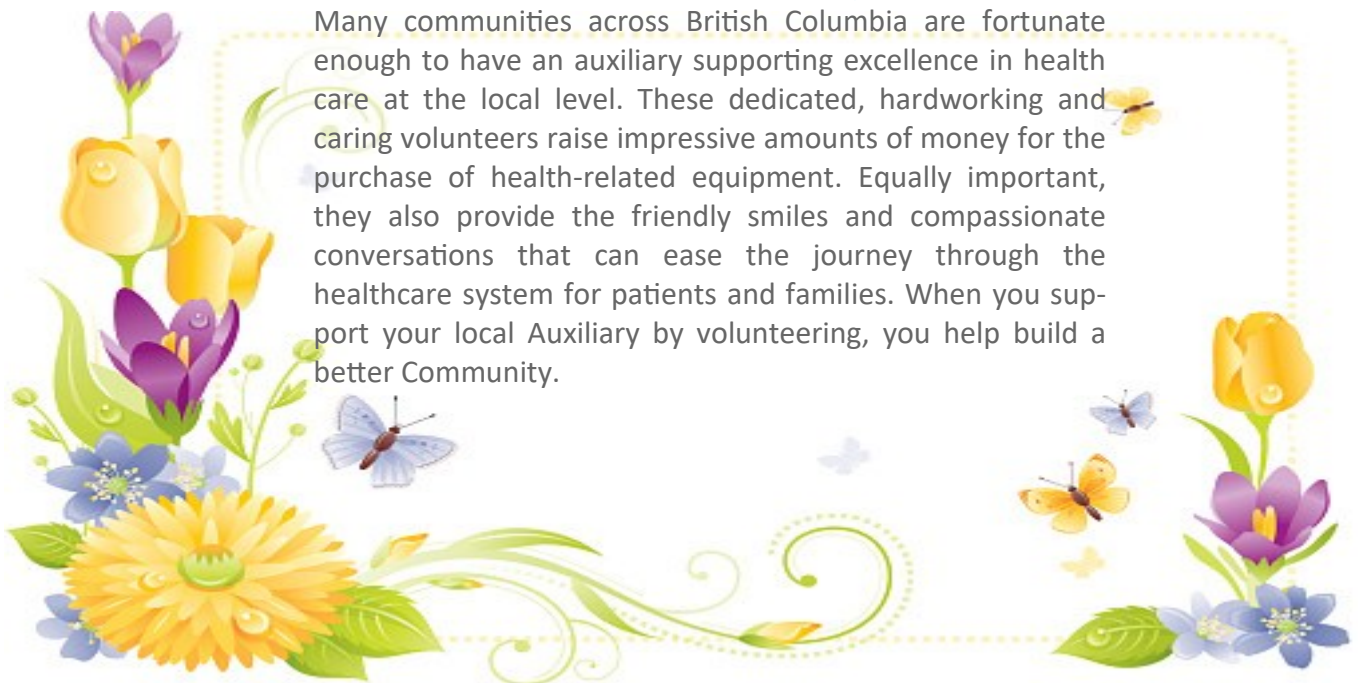 Many communities across British Columbia are fortunate
enough to have an auxiliary supporting excellence in health
care at the local level. These dedicated, hardworking and
caring volunteers raise impressive amounts of money for the
purchase of health-related equipment. Equally important,
they also provide the friendly smiles and compassionate
conversations that can ease the journey through the
healthcare system for patients and families. When you sup-
port your local Auxiliary by volunteering, you help build a
better Community.